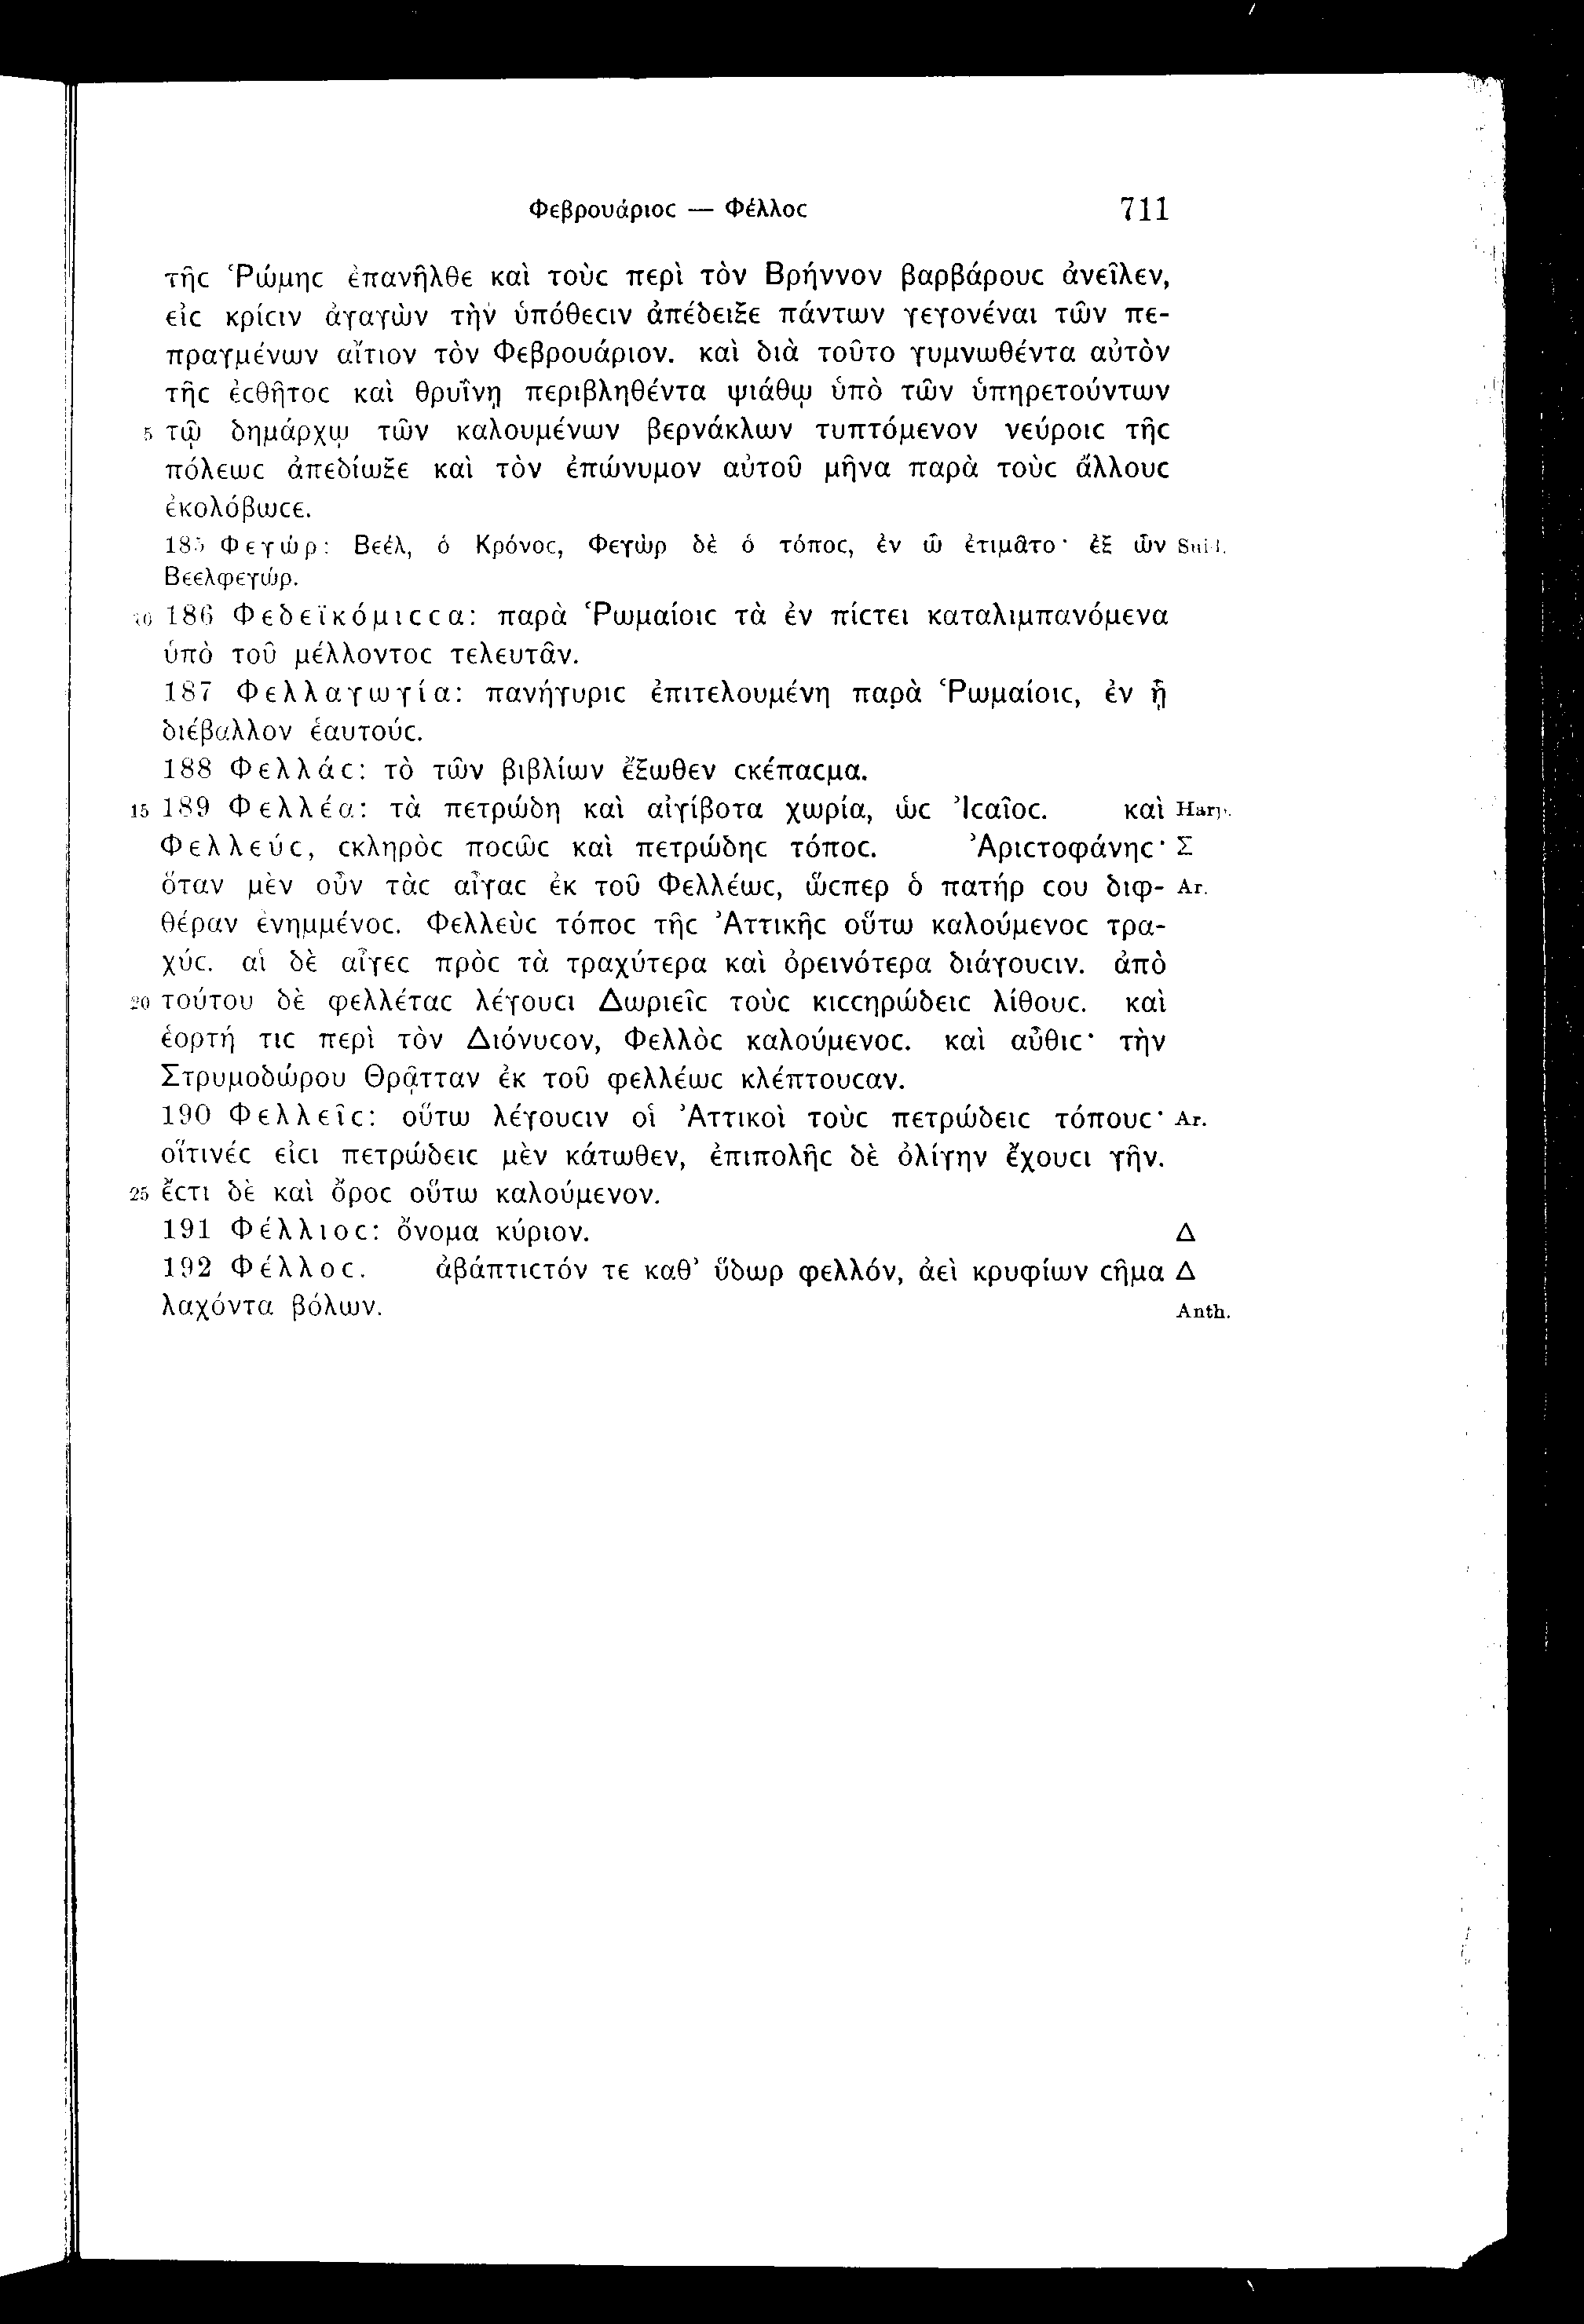 Φεβρουάριοϲ — Φέλλοϲ 711
τῆϲ Ῥώμηϲ ἐπανῆλθε καὶ τοὺϲ περὶ τὸν Βρήννον βαρβάρουϲ ἀνεῖλεν,
εἰϲ κρίϲιν ἀγαγὼν τὴν ὑπόθεϲιν ἀπέδειξε πάντων γεγονέναι τῶν πε-
πραγμένων αἴτιον τὸν Φεβρουάριον. καὶ διὰ τοῦτο γυμνωθέντα αὐτὸν
τῆϲ ἐϲθῆτοϲ καὶ θρυΐνῃ περιβληθέντα ψιάθῳ ὑπὸ τῶν ὑπηρετούντων
5 τῷ δημάρχῳ τῶν καλουμένων βερνάκλων τυπτόμενον νεύροιϲ τῆϲ
πόλεωϲ ἀπεδίωξε καὶ τὸν ἐπώνυμον αὐτοῦ μῆνα παρὰ τοὺϲ ἄλλουϲ
ἐκολόβωϲε.
185 Φεγώρ: Βεέλ, ὁ Κρόνοϲ, Φεγὼρ δὲ ὁ τόποϲ, ἐν ᾧ ἐτιμᾶτο· ἐξ ὧν Suid.
Βεελφεγώρ.
10 186 Φεδεϊκόμιϲϲα: παρὰ Ῥωμαίοιϲ τὰ ἐν πίϲτει καταλιμπανόμενα
ὑπὸ τοῦ μέλλοντοϲ τελευτᾶν.
187 Φελλαγωγία: πανήγυριϲ ἐπιτελουμένη παρὰ Ῥωμαίοιϲ, ἐν ᾗ
διέβαλλον ἑαυτούϲ.
188 Φελλάϲ: τὸ τῶν βιβλίων ἔξωθεν ϲκέπαϲμα.
15 189 Φελλέα: τὰ πετρώδη καὶ αἰγίβοτα χωρία, ὡϲ Ἰϲαῖοϲ. καὶ Harp.
Φελλεύϲ, ϲκληρὸϲ ποϲῶϲ καὶ πετρώδηϲ τόποϲ. Ἀριϲτοφάνηϲ· Σ
ὅταν μὲν οὖν τὰϲ αἶγαϲ ἐκ τοῦ Φελλέωϲ, ὥϲπερ ὁ πατήρ ϲου διφ- Ar.
θέραν ἐνημμένοϲ. Φελλεὺϲ τόποϲ τῆϲ Ἀττικῆϲ οὕτω καλούμενοϲ τρα-
χύϲ. αἱ δὲ αἶγεϲ πρὸϲ τὰ τραχύτερα καὶ ὀρεινότερα διάγουϲιν. ἀπὸ
20 τούτου δὲ φελλέταϲ λέγουϲι Δωριεῖϲ τοὺϲ κιϲϲηρώδειϲ λίθουϲ. καὶ
ἑορτή τιϲ περὶ τὸν Διόνυϲον, Φελλὸϲ καλούμενοϲ. καὶ αὖθιϲ· τὴν
Στρυμοδώρου Θρᾷτταν ἐκ τοῦ φελλέωϲ κλέπτουϲαν.
190 Φελλεῖϲ: οὕτω λέγουϲιν οἱ Ἀττικοὶ τοὺϲ πετρώδειϲ τόπουϲ· Ar.
οἵτινέϲ εἰϲι πετρώδειϲ μὲν κάτωθεν, ἐπιπολῆϲ δὲ ὀλίγην ἔχουϲι γῆν.
25 ἔϲτι δὲ καὶ ὄροϲ οὕτω καλούμενον.
191 Φέλλιοϲ: ὄνομα κύριον. Δ
192 Φέλλοϲ. ἀβάπτιϲτόν τε καθ’ ὕδωρ φελλόν, ἀεὶ κρυφίων ϲῆμα Δ
λαχόντα βόλων. Anth.